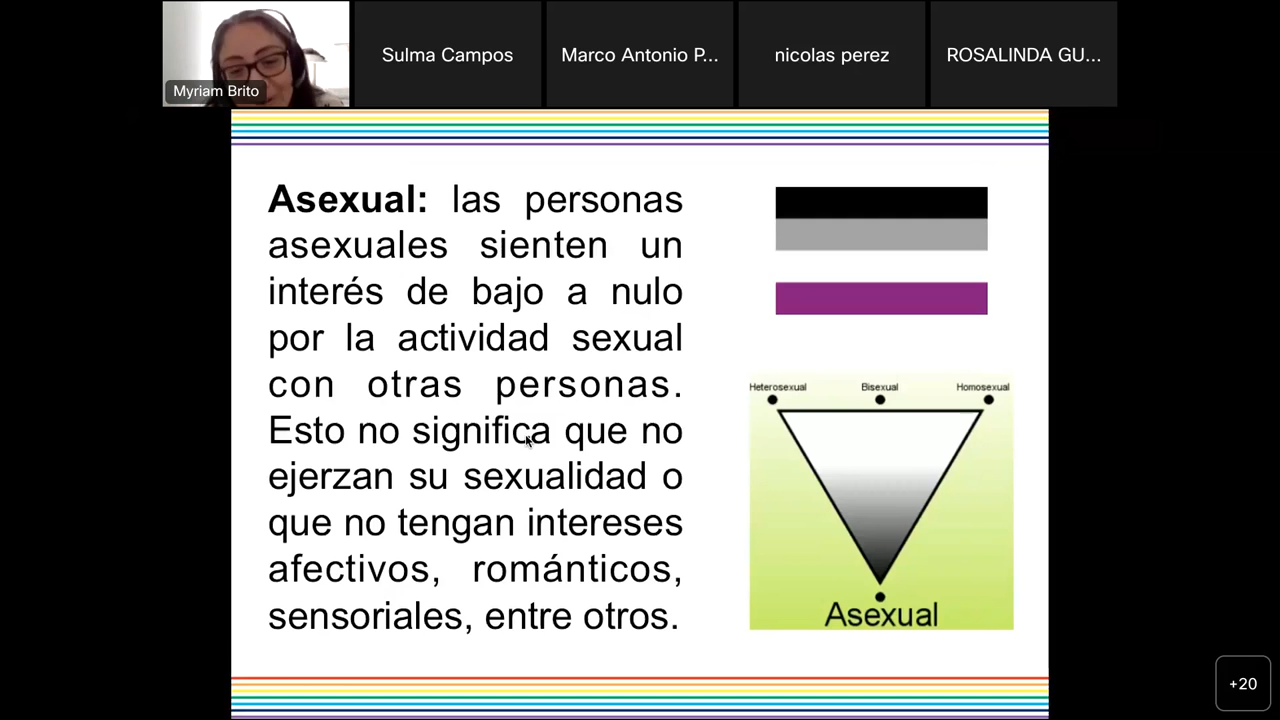 Myriam Brito
Sulma Campos
Marco Antonio P...
nicolas perez
ROSALINDA GU...
Asexual: las personas
asexuales sienten un
interés de bajo a nulo
por la actividad sexual
con otras personas.
Esto no significa que no
ejerzan su sexualidad o
que no tengan intereses
afectivos, románticos,
sensoriales, entre otros.
Heterosexual
Bisexual
Homosexual
Asexual
+20